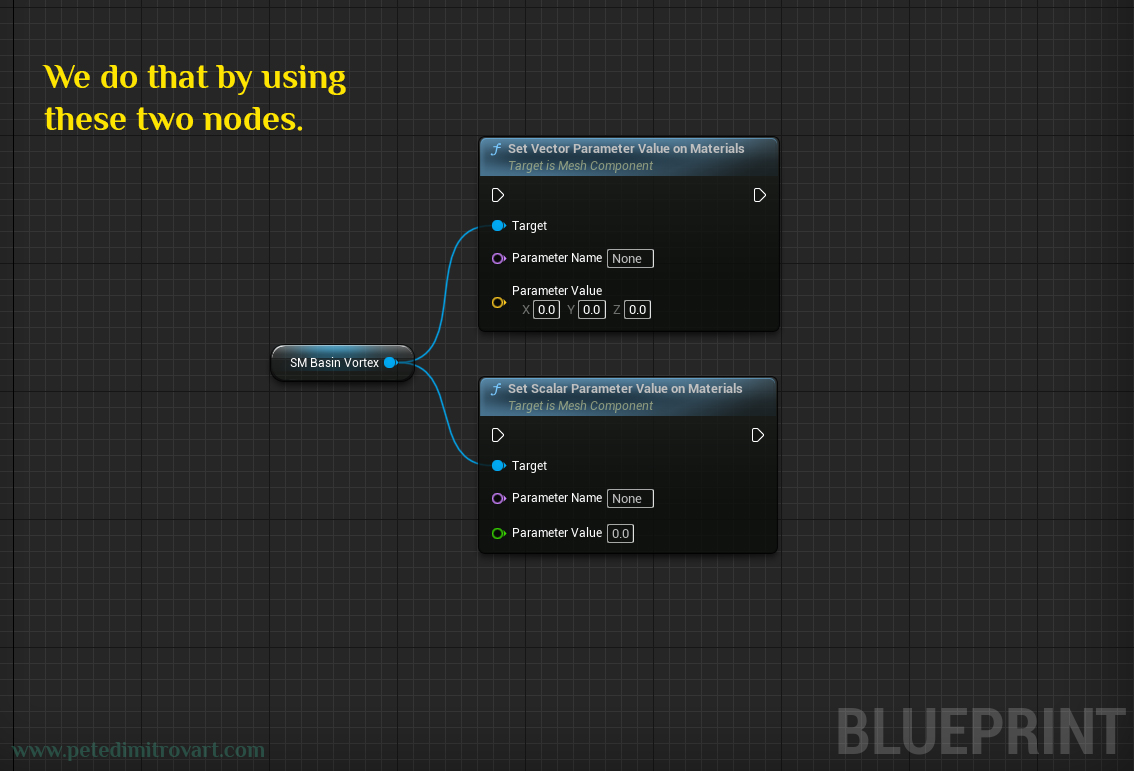 We do that by using
these two nodes.
f Set Vector Parameter Value on Materials
Target is Mesh Component
Target
Parameter Name None
Parameter Value
X 0.0 Y 0.0 Z 0.0
SM Basin Vortex
f Set Scalar Parameter Value on Materials
Target is Mesh Component
Target
Parameter Name None
Parameter Value 0.0
BLUEPRINT
www.petedimitrovart.com